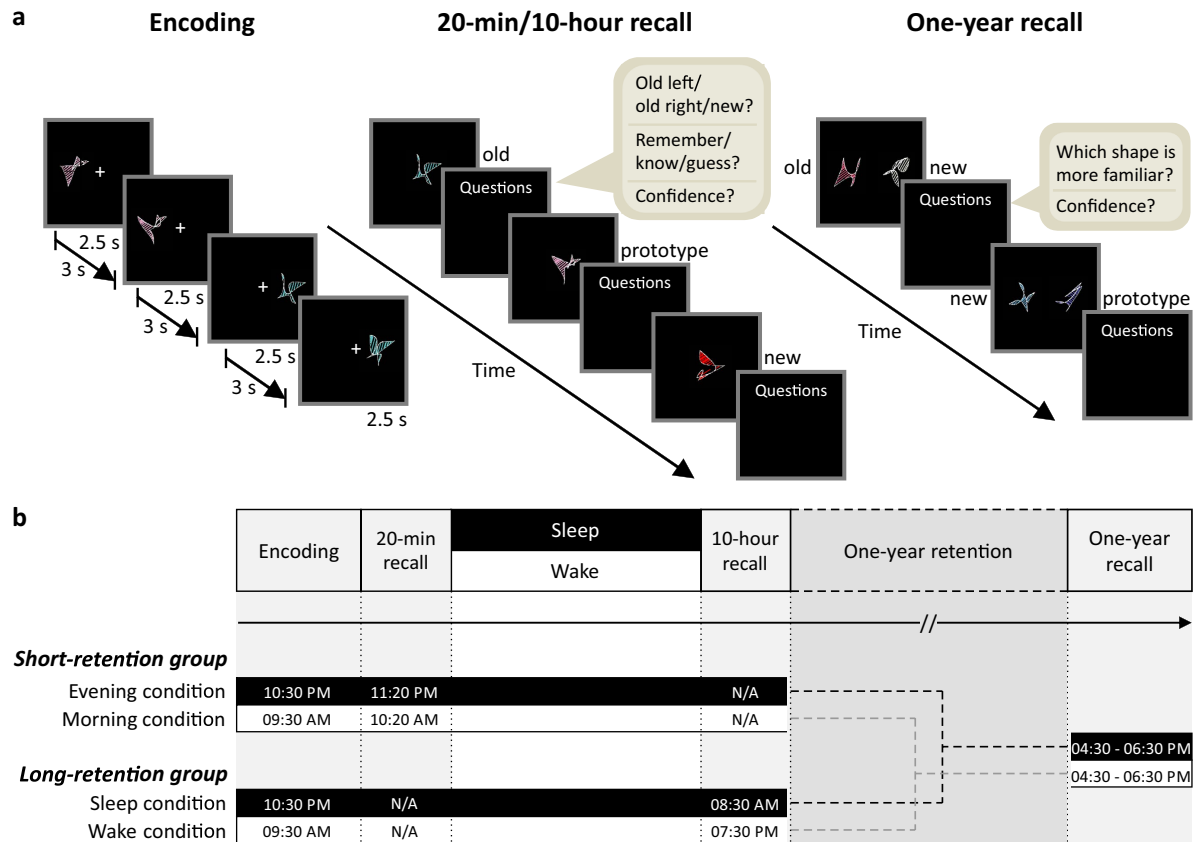 a
Encoding
20-min/10-hour recall
One-year recall
Old left/
old right/new?
Remember/
know/guess?
Confidence?
Which shape is
more familiar?
Confidence?
+
2.5 s
3 s
+
2.5 s
3 s
+
2.5 s
3 s
+
2.5 s
old
Questions
prototype
Questions
new
Questions
Time
old
new
Questions
new
prototype
Questions
Time
b
Encoding
20-min
recall
Sleep
Wake
10-hour
recall
One-year retention
One-year
recall
//
Short-retention group
Evening condition 10:30 PM 11:20 PM N/A
Morning condition 09:30 AM 10:20 AM N/A
04:30 - 06:30 PM
Long-retention group
04:30 - 06:30 PM
Sleep condition 10:30 PM N/A 08:30 AM
Wake condition 09:30 AM N/A 07:30 PM